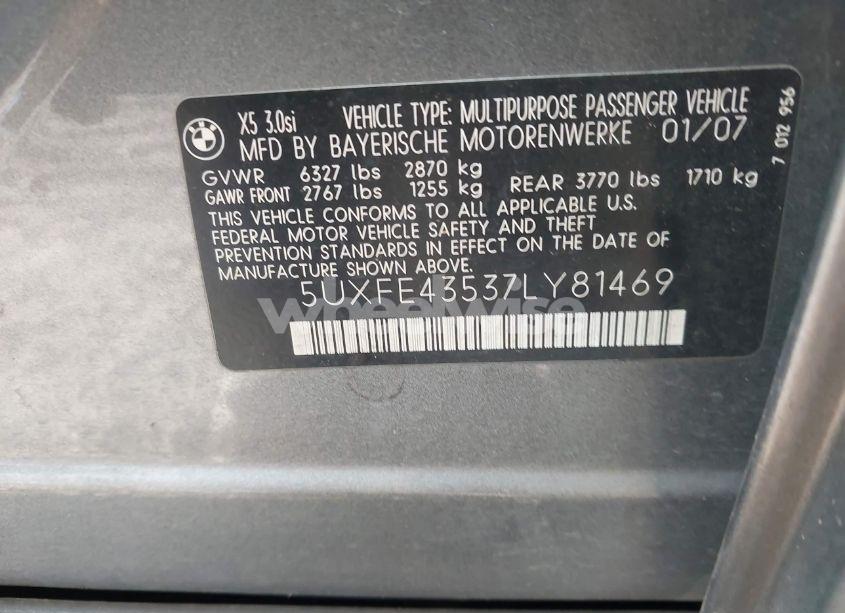 X5 3.0si VEHICLE TYPE: MULTIPURPOSE PASSENGER VEHICLE
MFD BY BAYERISCHE MOTORENWERKE 01/07
GVWR 6327 lbs 2870 kg
GAWR FRONT 2767 lbs 1255 kg REAR 3770 lbs 1710 kg
THIS VEHICLE CONFORMS TO ALL APPLICABLE U.S.
FEDERAL MOTOR VEHICLE SAFETY AND THEFT
PREVENTION STANDARDS IN EFFECT ON THE DATE OF
MANUFACTURE SHOWN ABOVE
5UXFE43537LY81469
7 012 956
wheelwise